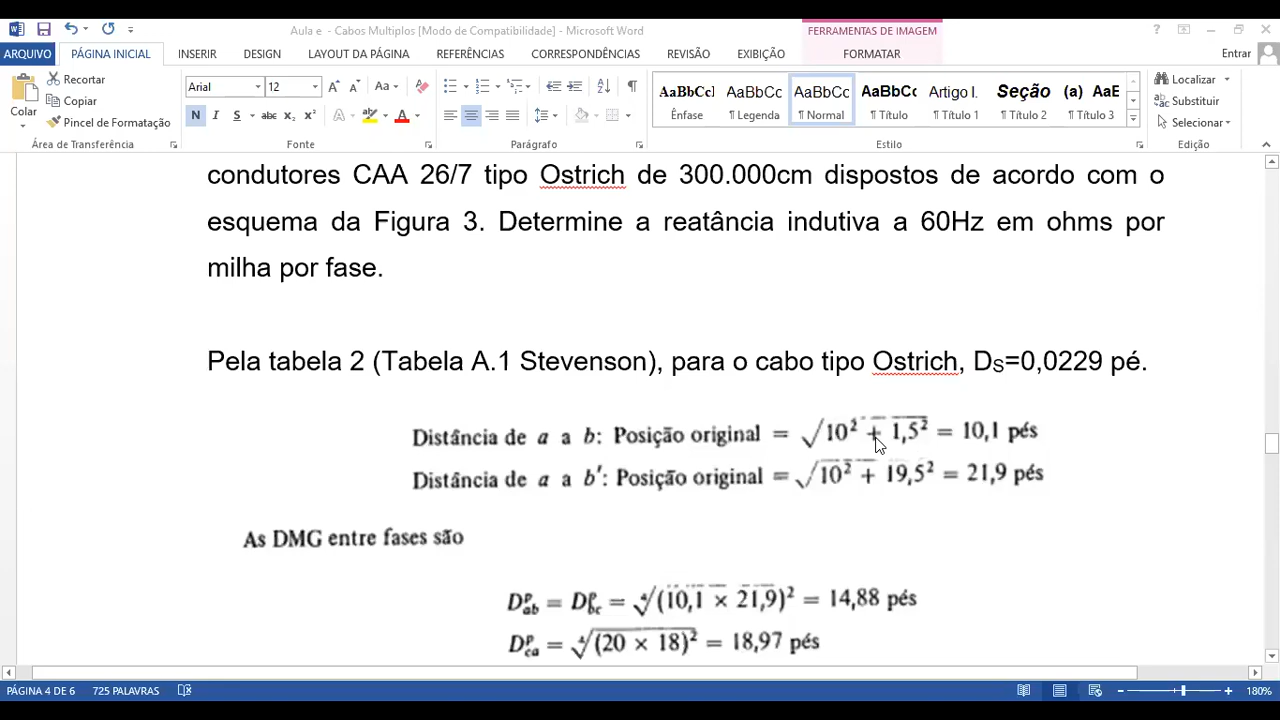 Aula e - Cabos Multiplos [Modo de Compatibilidade] - Microsoft Word
FERRAMENTAS DE IMAGEM
ARQUIVO PÁGINA INICIAL INSERIR DESIGN LAYOUT DA PÁGINA REFERÊNCIAS CORRESPONDÊNCIAS REVISÃO EXIBIÇÃO FORMATAR Entrar
Colar
Recortar
Copiar
Pincel de Formatação
Área de Transferência
Arial 12
N I S abc x₂ x²
Fonte
Parágrafo
AaBbCcI AaBbCc AaBbCc AaBbCc Artigo I. Seção (a) AaE
Ênfase ¶ Legenda ¶ Normal ¶ Título ¶ Título 1 ¶ Título 2 ¶ Título 3
Estilo
Localizar
Substituir
Selecionar
Edição
condutores CAA 26/7 tipo Ostrich de 300.000cm dispostos de acordo com o
esquema da Figura 3. Determine a reatância indutiva a 60Hz em ohms por
milha por fase.
Pela tabela 2 (Tabela A.1 Stevenson), para o cabo tipo Ostrich, DS=0,0229 pé.
Distância de a a b: Posição original = √10² + 1,5² = 10,1 pés
Distância de a a b′: Posição original = √10² + 19,5² = 21,9 pés
As DMG entre fases são
Dᵖab = Dᵖbc = ⁴√(10,1 × 21,9)² = 14,88 pés
Dᵖca = ⁴√(20 × 18)² = 18,97 pés
PÁGINA 4 DE 6 725 PALAVRAS 180%